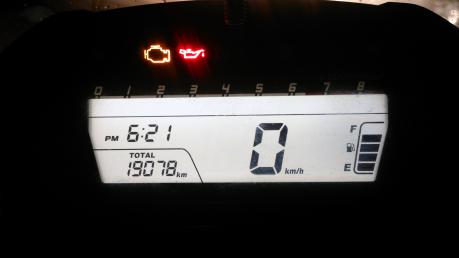 0 1 2 3 4 5 6 7 8
PM 6:21
TOTAL
19078 km
0 km/h
F
E